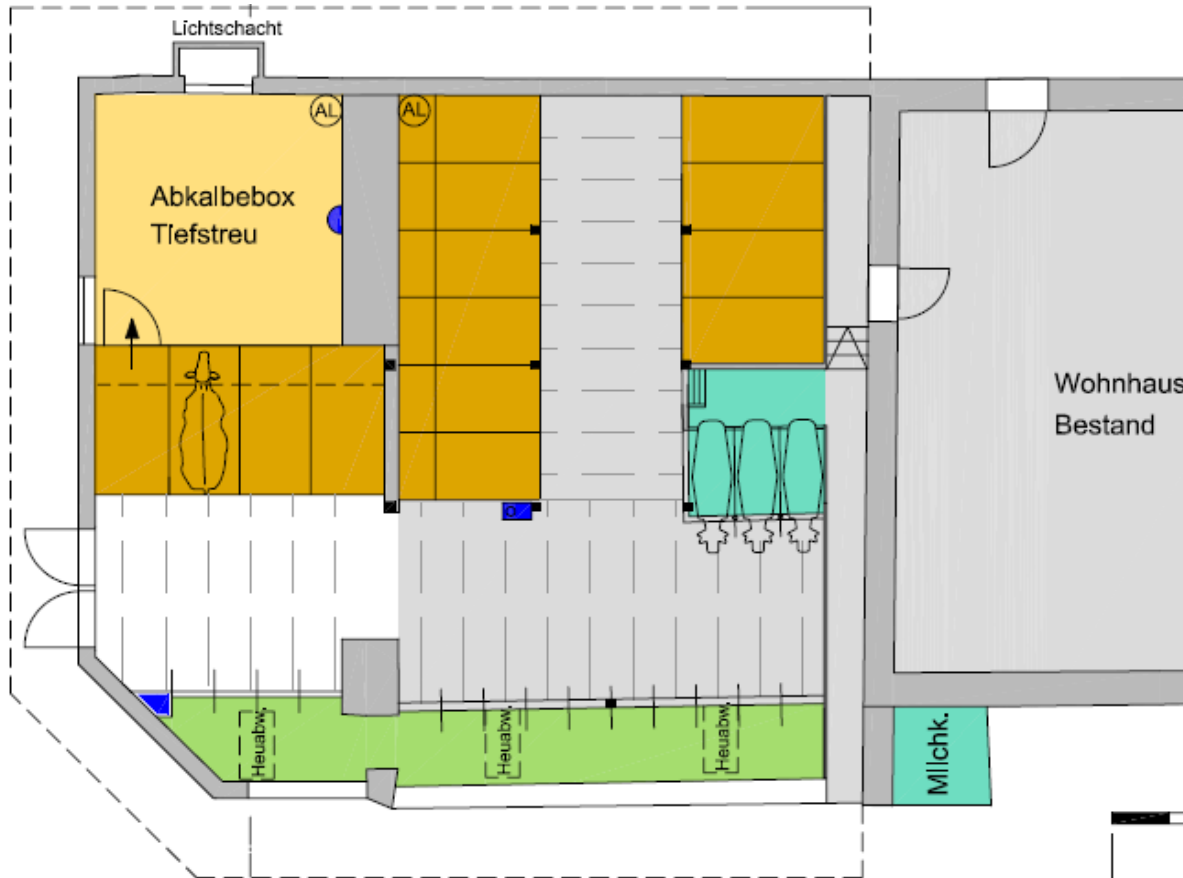 Lichtschacht
AL
AL
Abkalbebox
Tiefstreu
Wohnhaus
Bestand
Heuabw.
Heuabw.
Heuabw.
Milchk.